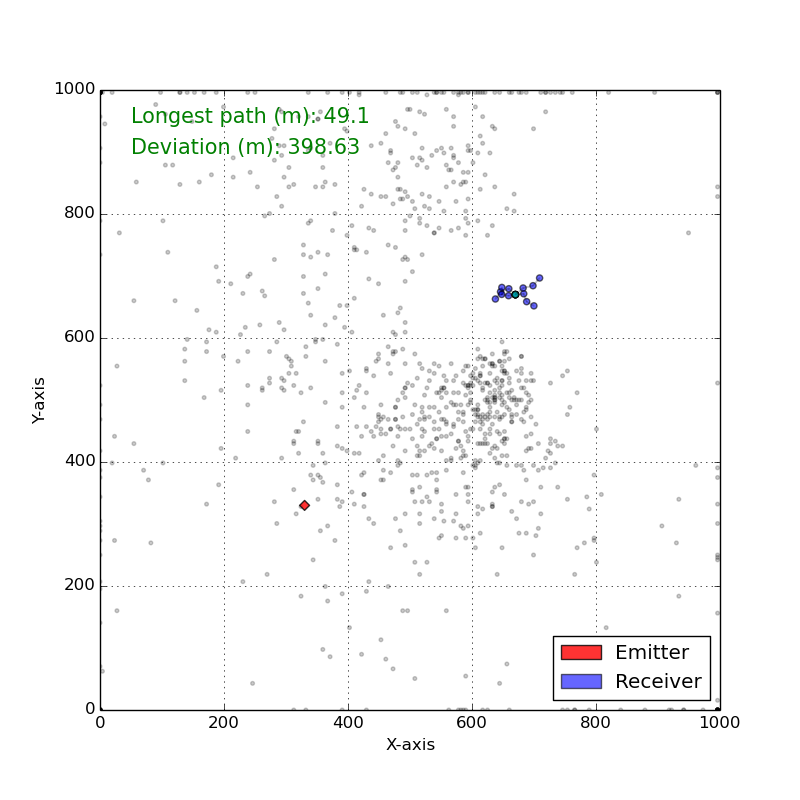 Longest path (m): 49.1
Deviation (m): 398.63
1000
800
600
400
200
0
Y-axis
0 200 400 600 800 1000
X-axis
Emitter
Receiver